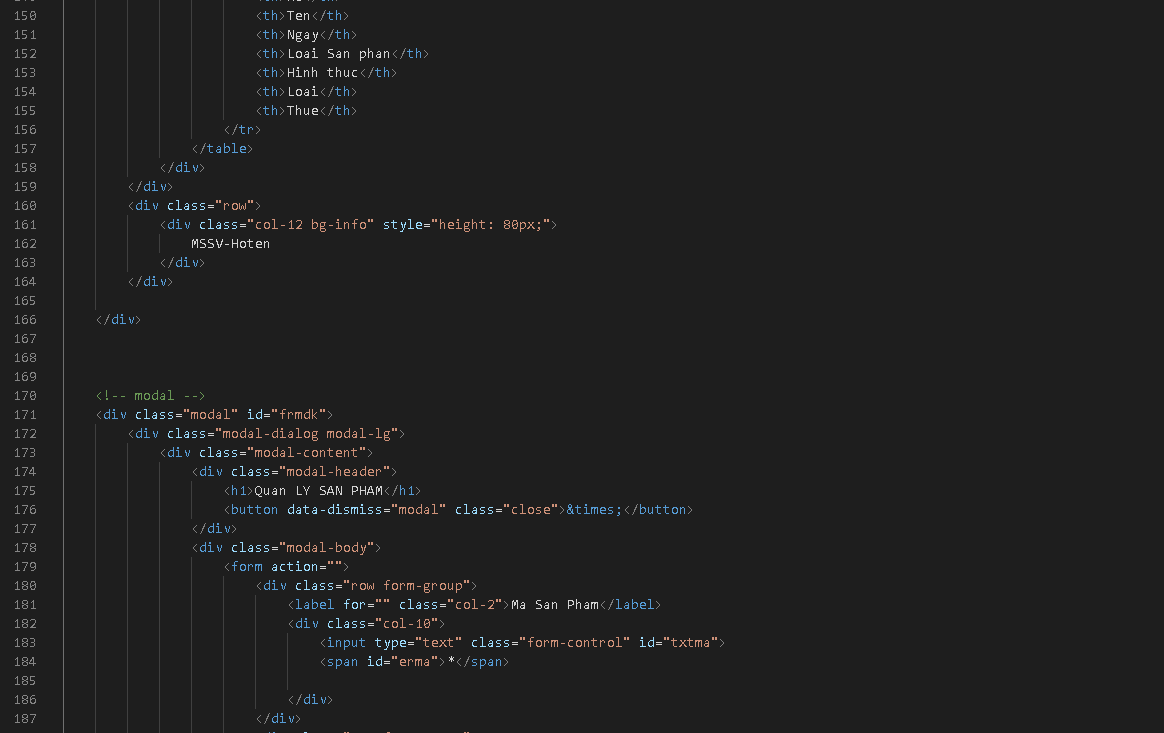 150 <th>Ten</th>
151 <th>Ngay</th>
152 <th>Loai San phan</th>
153 <th>Hinh thuc</th>
154 <th>Loai</th>
155 <th>Thue</th>
156 </tr>
157 </table>
158 </div>
159 </div>
160 <div class="row">
161 <div class="col-12 bg-info" style="height: 80px;">
162 MSSV-Hoten
163 </div>
164 </div>
165
166 </div>
167
168
169
170 <!-- modal -->
171 <div class="modal" id="frmdk">
172 <div class="modal-dialog modal-lg">
173 <div class="modal-content">
174 <div class="modal-header">
175 <h1>Quan LY SAN PHAM</h1>
176 <button data-dismiss="modal" class="close">&times;</button>
177 </div>
178 <div class="modal-body">
179 <form action="">
180 <div class="row form-group">
181 <label for="" class="col-2">Ma San Pham</label>
182 <div class="col-10">
183 <input type="text" class="form-control" id="txtma">
184 <span id="erma">*</span>
185
186 </div>
187 </div>